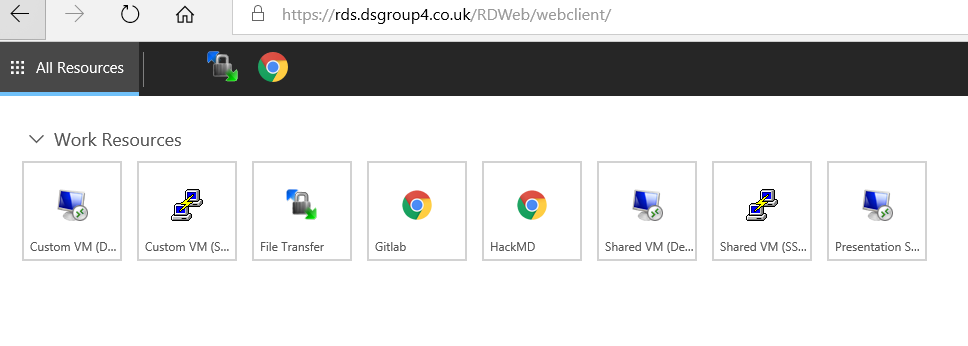 https://rds.dsgroup4.co.uk/RDWeb/webclient/
All Resources
Work Resources
Custom VM (D... Custom VM (S... File Transfer Gitlab HackMD Shared VM (De... Shared VM (SS... Presentation S...